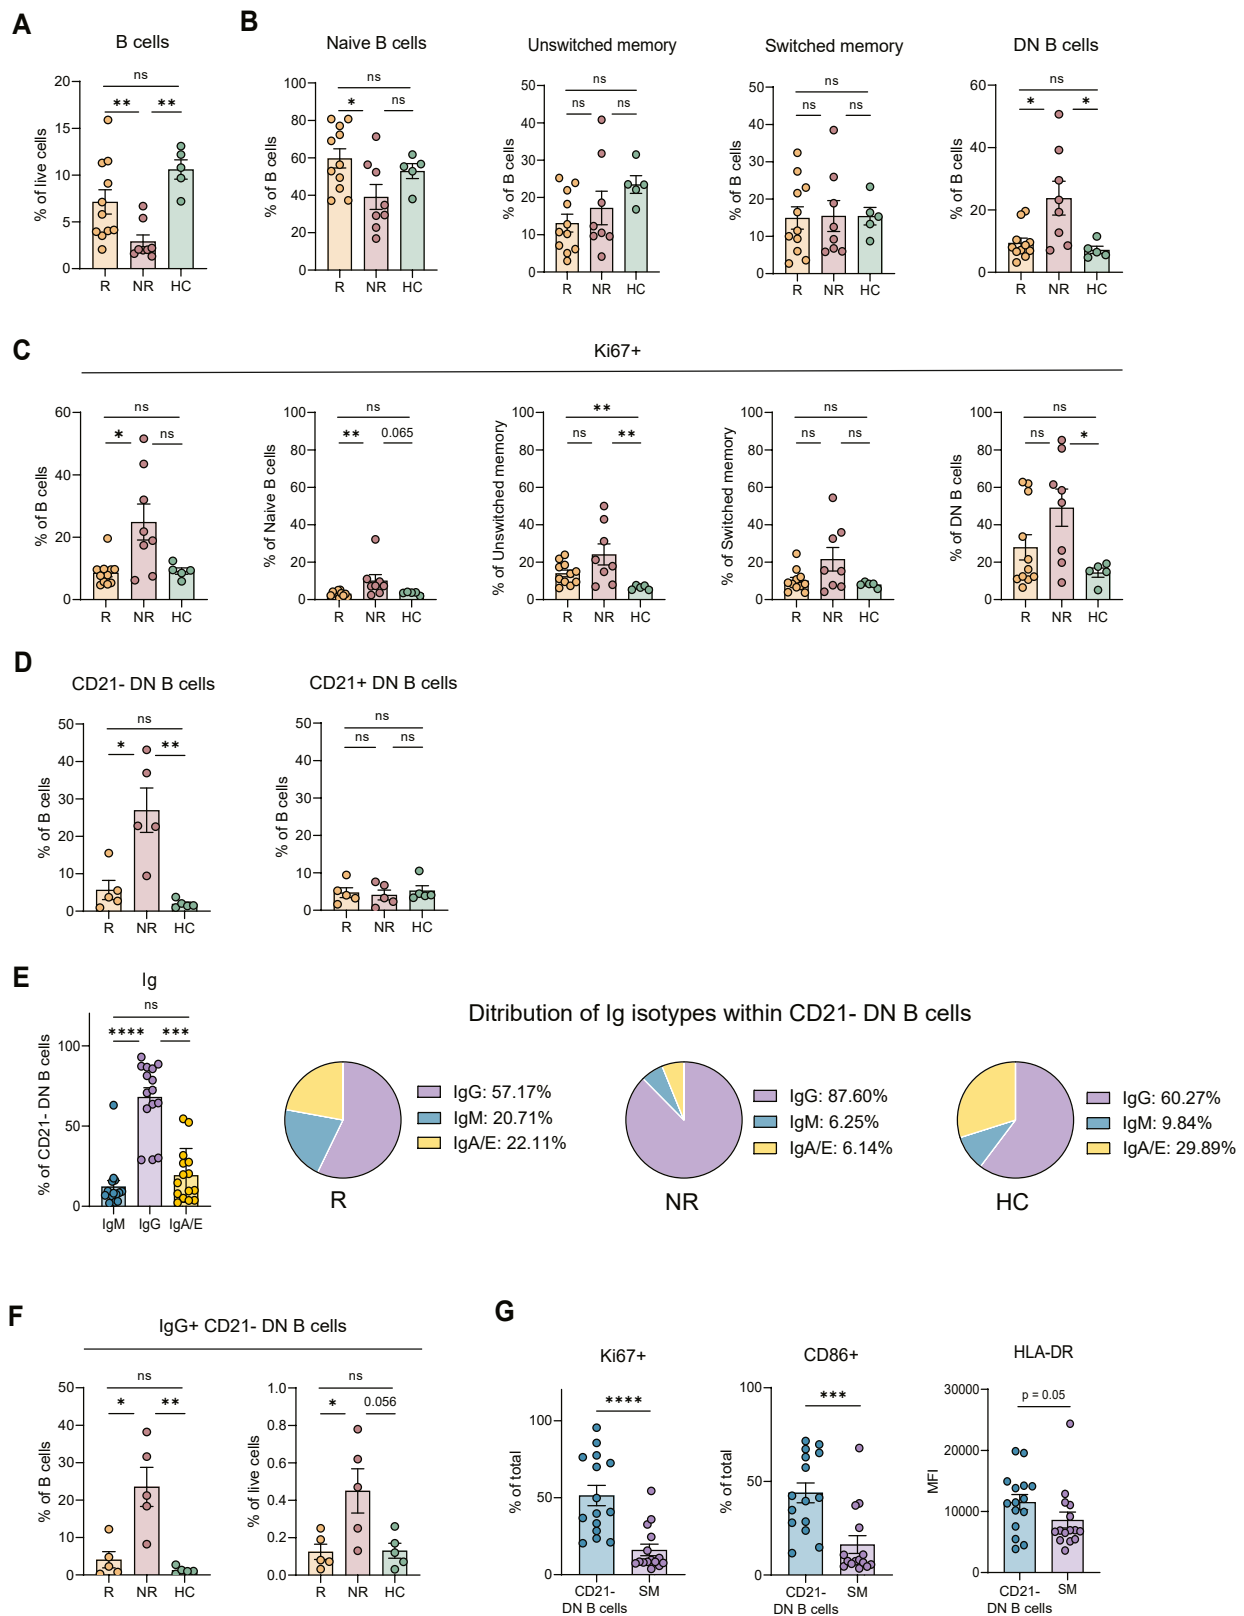 A
B cells
% of live cells
20
15
10
5
0
ns
** **
R NR HC
B
Naive B cells
% of B cells
100
80
60
40
20
0
ns
* ns
R NR HC
Unswitched memory
% of B cells
50
40
30
20
10
0
ns
ns ns
R NR HC
Switched memory
% of B cells
50
40
30
20
10
0
ns
ns ns
R NR HC
DN B cells
% of B cells
60
40
20
0
ns
* *
R NR HC
C
Ki67+
% of B cells
60
40
20
0
ns
* ns
R NR HC
% of Naive B cells
100
80
60
40
20
0
ns
** 0.065
R NR HC
% of Unswitched memory
100
80
60
40
20
0
**
ns **
R NR HC
% of Switched memory
100
80
60
40
20
0
ns
ns ns
R NR HC
% of DN B cells
100
80
60
40
20
0
ns
ns *
R NR HC
D
CD21- DN B cells
% of B cells
50
40
30
20
10
0
ns
* **
R NR HC
CD21+ DN B cells
% of B cells
50
40
30
20
10
0
ns
ns ns
R NR HC
E
Ig
% of CD21- DN B cells
100
50
0
ns
**** ***
IgM IgG IgA/E
Ditribution of Ig isotypes within CD21- DN B cells
IgG: 57.17%
IgM: 20.71%
IgA/E: 22.11%
R
IgG: 87.60%
IgM: 6.25%
IgA/E: 6.14%
NR
IgG: 60.27%
IgM: 9.84%
IgA/E: 29.89%
HC
F
IgG+ CD21- DN B cells
% of B cells
50
40
30
20
10
0
ns
* **
R NR HC
% of live cells
1.0
0.8
0.6
0.4
0.2
0.0
ns
* 0.056
R NR HC
G
Ki67+
% of total
100
50
0
****
CD21- SM
DN B cells
CD86+
% of total
100
50
0
***
CD21- SM
DN B cells
HLA-DR
MFI
30000
20000
10000
0
p = 0.05
CD21- SM
DN B cells